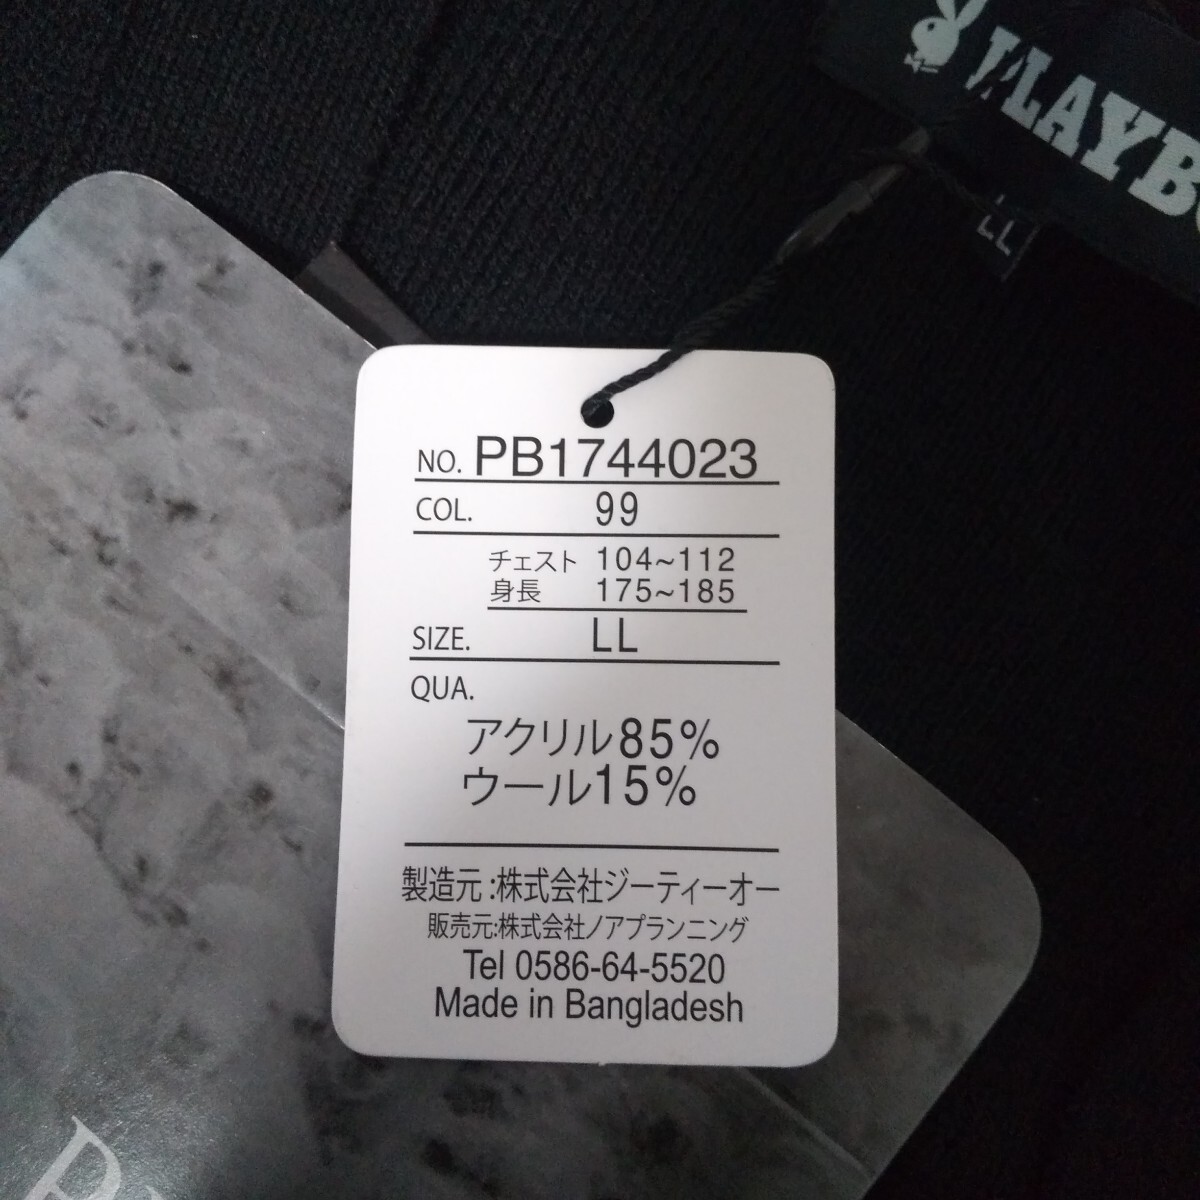 LL
NO. PB1744023
COL. 99
チェスト 104~112
身長 175~185
SIZE. LL
QUA.
アクリル85%
ウール15%
製造元:株式会社ジーティーオー
販売元:株式会社ノアプランニング
Tel 0586-64-5520
Made in Bangladesh